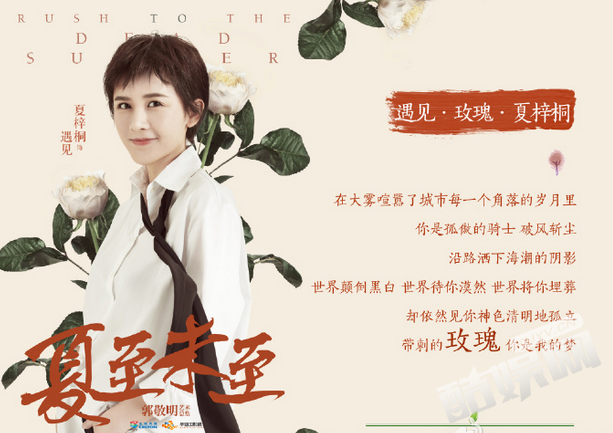 RUSH TO THE
DEAD
SUMMER
夏梓桐 饰
遇见
夏至未至
郭敬明
遇见·玫瑰·夏梓桐
在大雾喧嚣了城市每一个角落的岁月里
你是孤傲的骑士 破风斩尘
沿路洒下海潮的阴影
世界颠倒黑白 世界待你漠然 世界将你埋葬
却依然见你神色清明地孤立
带刺的玫瑰 你是我的梦